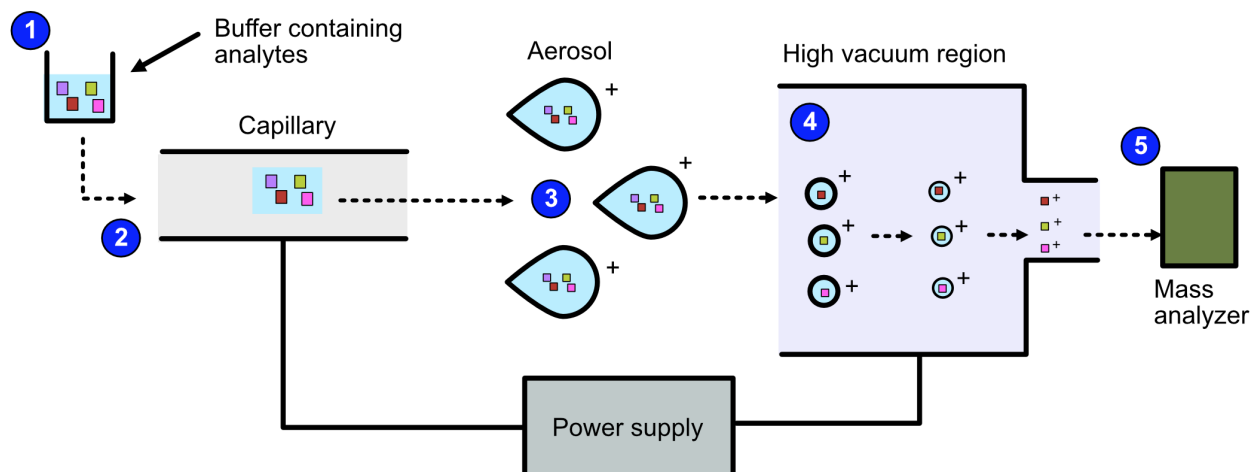 1
Buffer containing
analytes
Capillary
2
Aerosol
+
+
3
+
High vacuum region
4
+
+
+
+
+
+
+
+
+
5
Mass
analyzer
Power supply